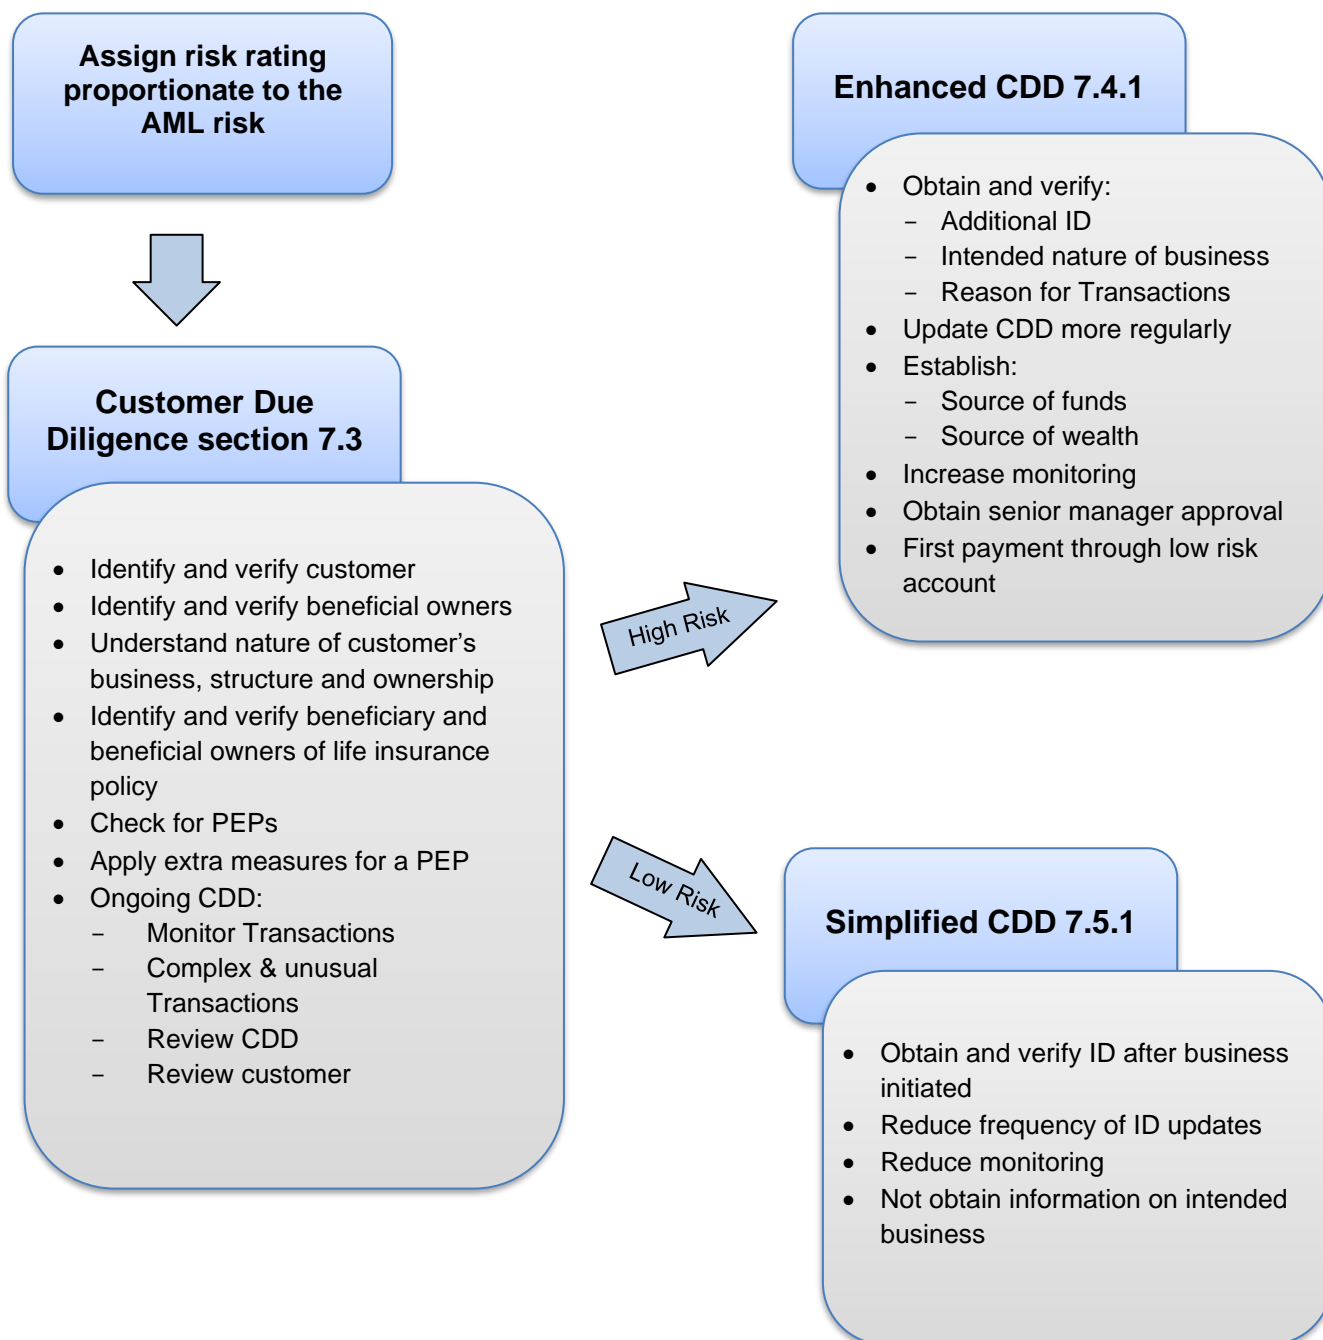 Assign risk rating
proportionate to the
AML risk
Customer Due
Diligence section 7.3
• Identify and verify customer
• Identify and verify beneficial owners
• Understand nature of customer’s
business, structure and ownership
• Identify and verify beneficiary and
beneficial owners of life insurance
policy
• Check for PEPs
• Apply extra measures for a PEP
• Ongoing CDD:
− Monitor Transactions
− Complex & unusual
Transactions
− Review CDD
− Review customer
High Risk
Low Risk
Enhanced CDD 7.4.1
• Obtain and verify:
− Additional ID
− Intended nature of business
− Reason for Transactions
• Update CDD more regularly
• Establish:
− Source of funds
− Source of wealth
• Increase monitoring
• Obtain senior manager approval
• First payment through low risk
account
Simplified CDD 7.5.1
• Obtain and verify ID after business
initiated
• Reduce frequency of ID updates
• Reduce monitoring
• Not obtain information on intended
business